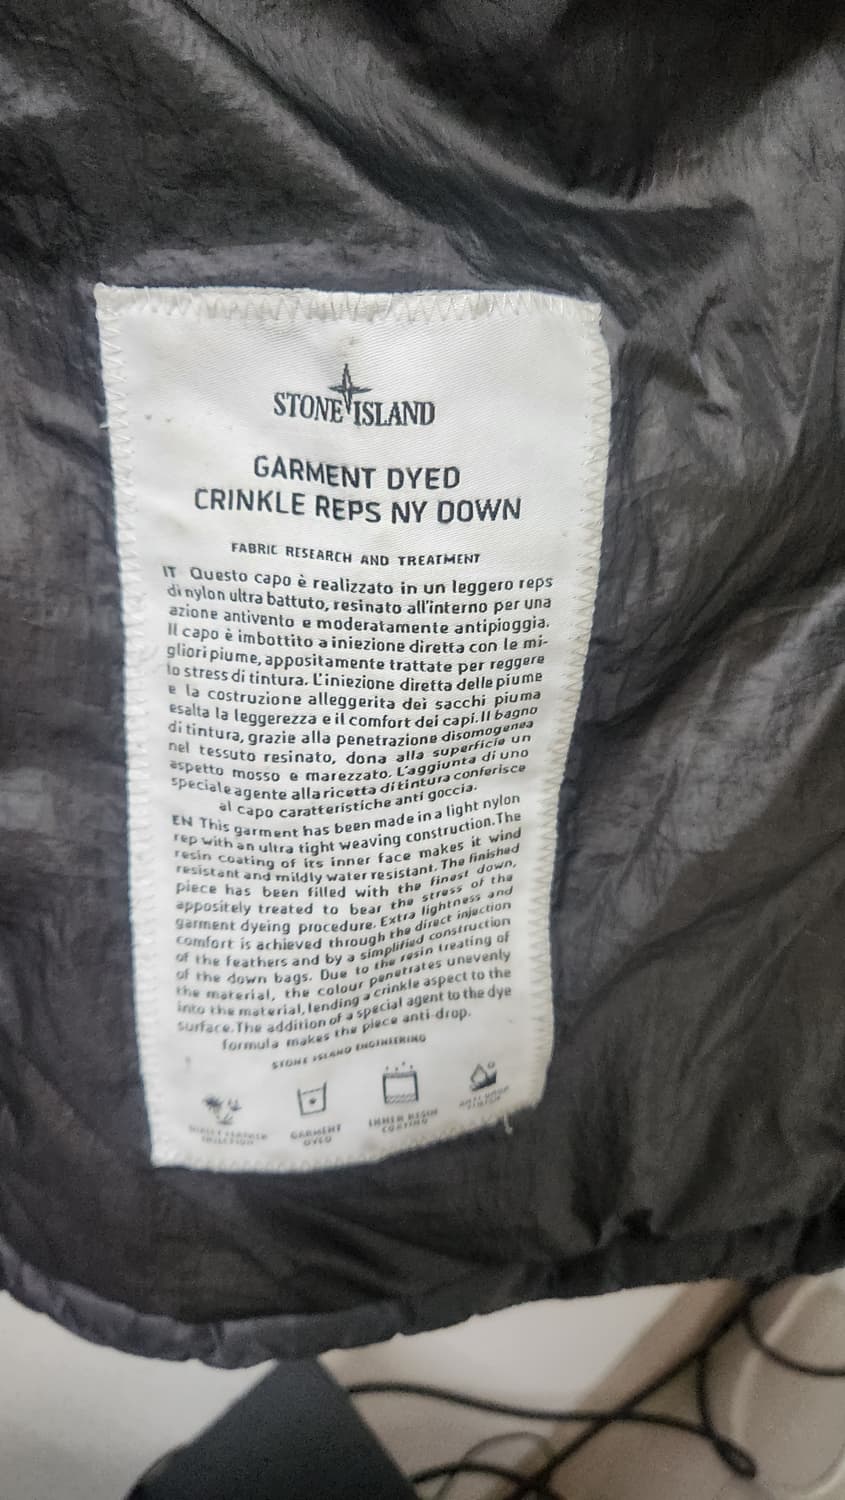 STONE ISLAND
GARMENT DYED
CRINKLE REPS NY DOWN
FABRIC RESEARCH AND TREATMENT
IT Questo capo è realizzato in un leggero reps
di nylon ultra battuto, resinato all'interno per una
azione antivento e moderatamente antipioggia.
Il capo è imbottito a iniezione diretta con le mi-
gliori piume, appositamente trattate per reggere
lo stress di tintura. L'iniezione diretta delle piume
e la costruzione alleggerita dei sacchi piuma
esalta la leggerezza e il comfort dei capi. Il bagno
di tintura, grazie alla penetrazione disomogenea
nel tessuto resinato, dona alla superficie un
aspetto mosso e marezzato. L'aggiunta di uno
speciale agente alla ricetta di tintura conferisce
al capo caratteristiche anti goccia.
EN This garment has been made in a light nylon
rep with an ultra tight weaving construction. The
resin coating of its inner face makes it wind
resistant and mildly water resistant. The finished
piece has been filled with the finest down,
appositely treated to bear the stress of the
garment dyeing procedure. Extra lightness and
comfort is achieved through the direct injection
of the feathers and by a simplified construction
of the down bags. Due to the resin treating of
the material, the colour penetrates unevenly
into the material, lending a crinkle aspect to the
surface. The addition of a special agent to the dye
formula makes the piece anti-drop.
STONE ISLAND ENGINEERING
DIRECT FEATHER
INJECTION
GARMENT
DYED
INNER RESIN
COATING
ANTI DROP
FINISH